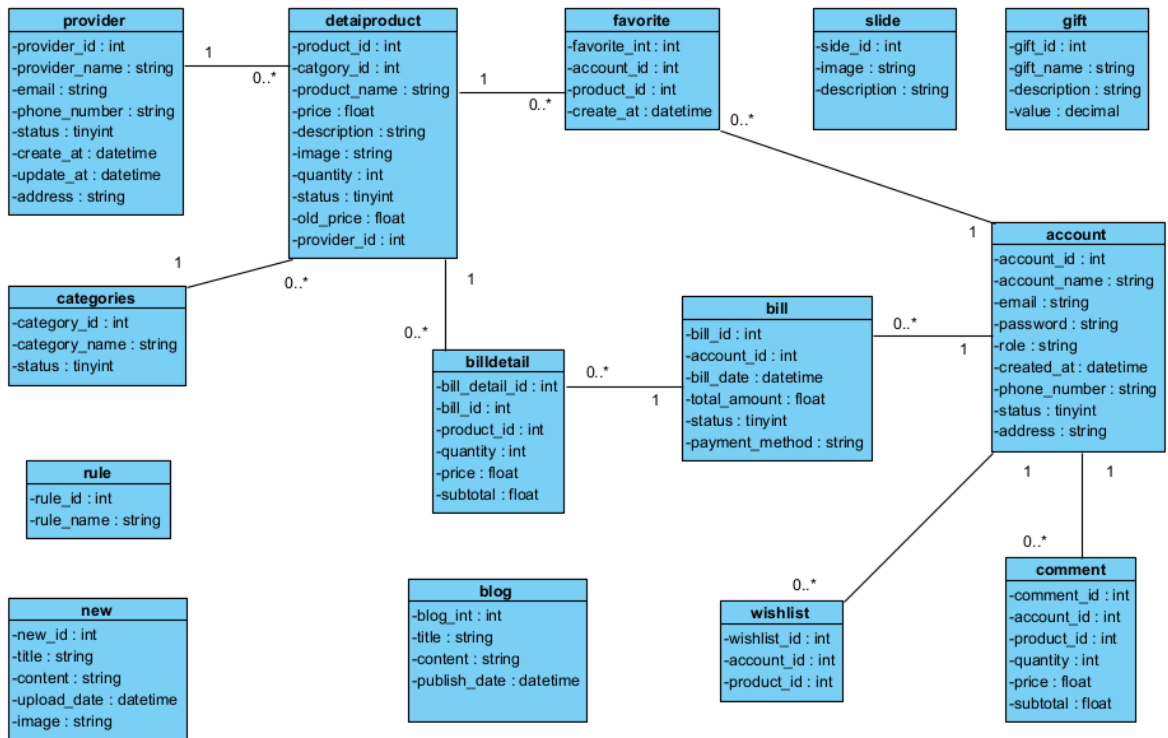 provider
-provider_id : int
-provider_name : string
-email : string
-phone_number : string
-status : tinyint
-create_at : datetime
-update_at : datetime
-address : string
1
0..*
detaiproduct
-product_id : int
-catgory_id : int
-product_name : string
-price : float
-description : string
-image : string
-quantity : int
-status : tinyint
-old_price : float
-provider_id : int
1
0..*
favorite
-favorite_int : int
-account_id : int
-product_id : int
-create_at : datetime
0..*
1
slide
-side_id : int
-image : string
-description : string
gift
-gift_id : int
-gift_name : string
-description : string
-value : decimal
account
-account_id : int
-account_name : string
-email : string
-password : string
-role : string
-created_at : datetime
-phone_number : string
-status : tinyint
-address : string
1
0..*
categories
-category_id : int
-category_name : string
-status : tinyint
1
0..*
billdetail
-bill_detail_id : int
-bill_id : int
-product_id : int
-quantity : int
-price : float
-subtotal : float
0..*
1
bill
-bill_id : int
-account_id : int
-bill_date : datetime
-total_amount : float
-status : tinyint
-payment_method : string
0..*
1
rule
-rule_id : int
-rule_name : string
new
-new_id : int
-title : string
-content : string
-upload_date : datetime
-image : string
blog
-blog_int : int
-title : string
-content : string
-publish_date : datetime
1
0..*
wishlist
-wishlist_id : int
-account_id : int
-product_id : int
1
0..*
comment
-comment_id : int
-account_id : int
-product_id : int
-quantity : int
-price : float
-subtotal : float